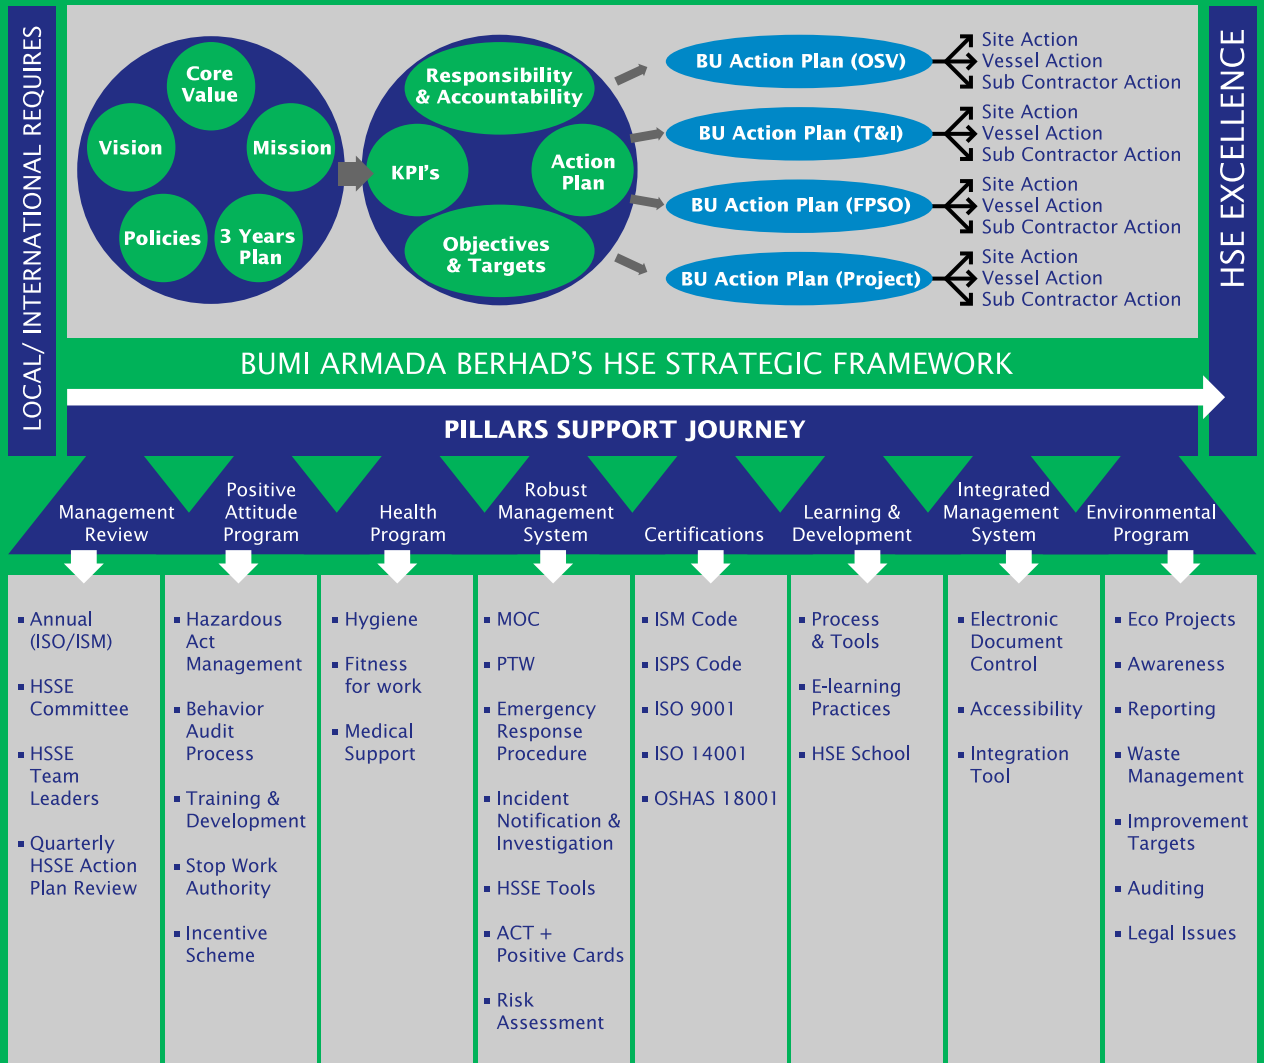 LOCAL/ INTERNATIONAL REQUIRES
Core
Value
Vision
Mission
Policies
3 Years
Plan
Responsibility
& Accountability
KPI's
Action
Plan
Objectives
& Targets
BU Action Plan (OSV)
Site Action
Vessel Action
Sub Contractor Action
BU Action Plan (T&I)
Site Action
Vessel Action
Sub Contractor Action
BU Action Plan (FPSO)
Site Action
Vessel Action
Sub Contractor Action
BU Action Plan (Project)
Site Action
Vessel Action
Sub Contractor Action
HSE EXCELLENCE
BUMI ARMADA BERHAD'S HSE STRATEGIC FRAMEWORK
PILLARS SUPPORT JOURNEY
Management
Review
Positive
Attitude
Program
Health
Program
Robust
Management
System
Certifications
Learning &
Development
Integrated
Management
System
Environmental
Program
▪ Annual
(ISO/ISM)
▪ HSSE
Committee
▪ HSSE
Team
Leaders
▪ Quarterly
HSSE Action
Plan Review
▪ Hazardous
Act
Management
▪ Behavior
Audit
Process
▪ Training &
Development
▪ Stop Work
Authority
▪ Incentive
Scheme
▪ Hygiene
▪ Fitness
for work
▪ Medical
Support
▪ MOC
▪ PTW
▪ Emergency
Response
Procedure
▪ Incident
Notification &
Investigation
▪ HSSE Tools
▪ ACT +
Positive Cards
▪ Risk
Assessment
▪ ISM Code
▪ ISPS Code
▪ ISO 9001
▪ ISO 14001
▪ OSHAS 18001
▪ Process
& Tools
▪ E-learning
Practices
▪ HSE School
▪ Electronic
Document
Control
▪ Accessibility
▪ Integration
Tool
▪ Eco Projects
▪ Awareness
▪ Reporting
▪ Waste
Management
▪ Improvement
Targets
▪ Auditing
▪ Legal Issues